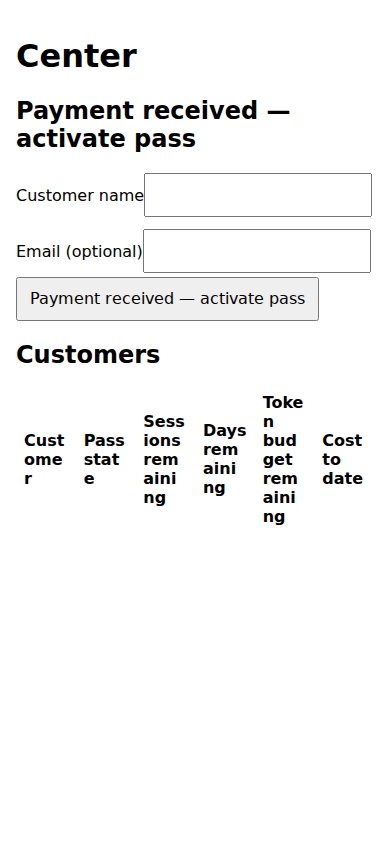 Center
Payment received —
activate pass
Customer name
Email (optional)
Payment received — activate pass
Customers
Cust
ome
r
Pass
stat
e
Sess
ions
rem
aini
ng
Days
rem
aini
ng
Toke
n
bud
get
rem
aini
ng
Cost
to
date